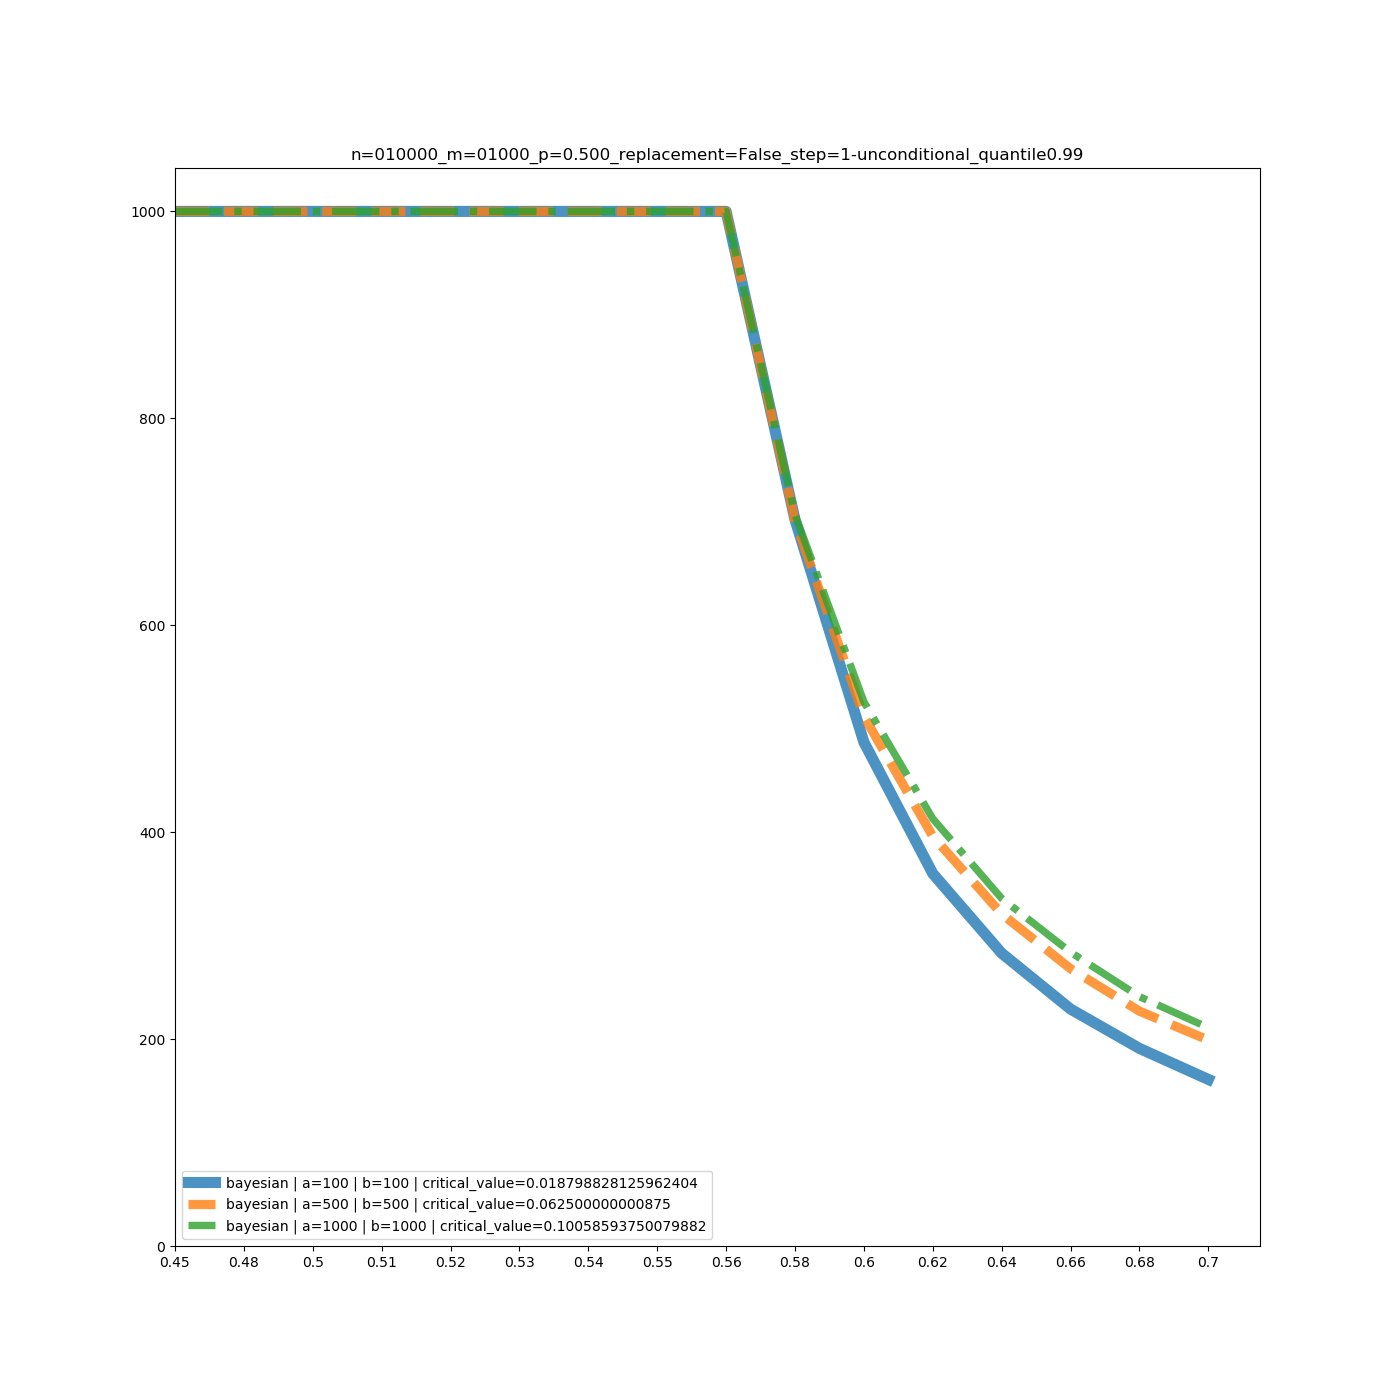 n=010000_m=01000_p=0.500_replacement=False_step=1-unconditional_quantile0.99
1000
800
600
400
200
0
bayesian | a=100 | b=100 | critical_value=0.018798828125962404
bayesian | a=500 | b=500 | critical_value=0.062500000000875
bayesian | a=1000 | b=1000 | critical_value=0.10058593750079882
0.45 0.48 0.5 0.51 0.52 0.53 0.54 0.55 0.56 0.58 0.6 0.62 0.64 0.66 0.68 0.7